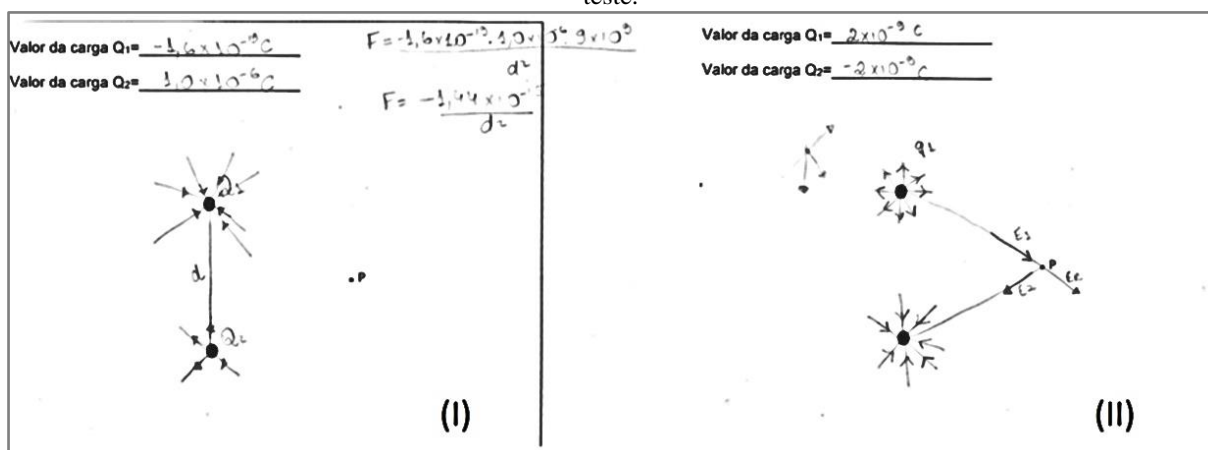 teste.
Valor da carga Q1= -1,6x10⁻¹⁹C
Valor da carga Q2= 1,0x10⁻⁶C
F= -1,6x10⁻¹⁹. 1,0x10⁻⁶. 9x10⁹
d²
F= -1,44x10
d²
Q1
d
Q2
.P
(I)
Valor da carga Q1= 2x10⁻⁹ C
Valor da carga Q2= -2x10⁻⁹C
q1
E1
P
E2
(II)